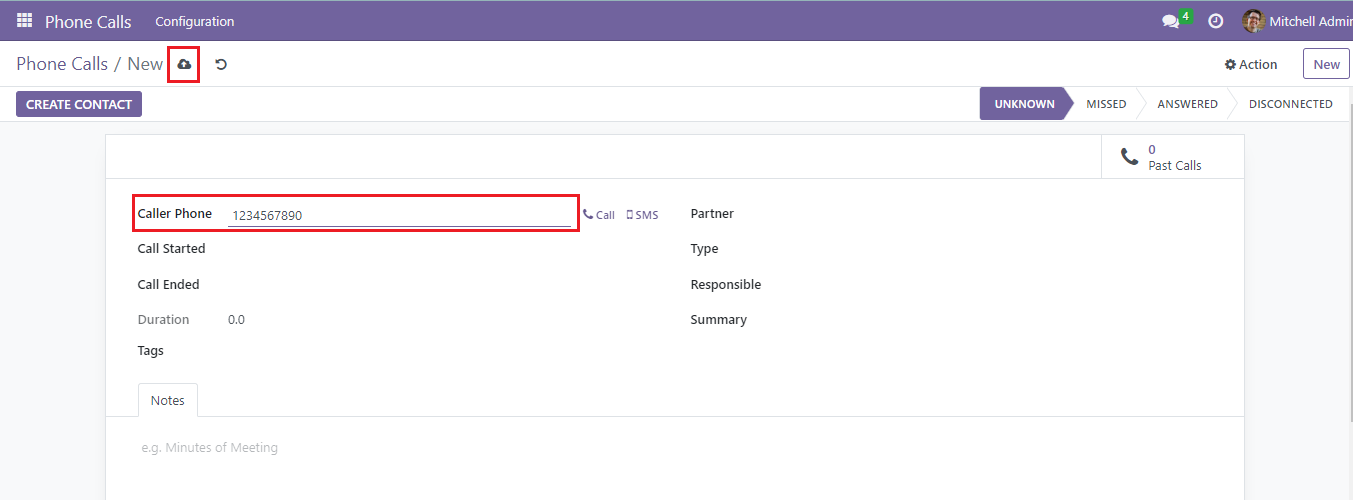 Phone Calls Configuration 4 Mitchell Admin
Phone Calls / New Action New
CREATE CONTACT UNKNOWN MISSED ANSWERED DISCONNECTED
0
Past Calls
Caller Phone 1234567890 Call SMS Partner
Call Started Type
Call Ended Responsible
Duration 0.0 Summary
Tags
Notes
e.g. Minutes of Meeting